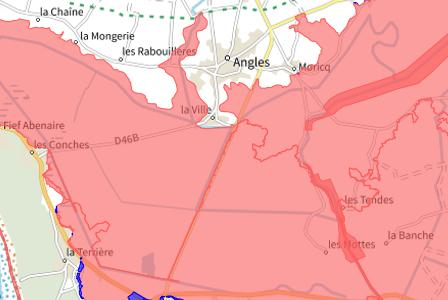 la Chaîne
la Mongerie
les Rabouillères
Angles
Moricq
la Ville
Fief Abenaire
D46B
les Conches
les Tendes
la Banche
les Mottes
la Terrière